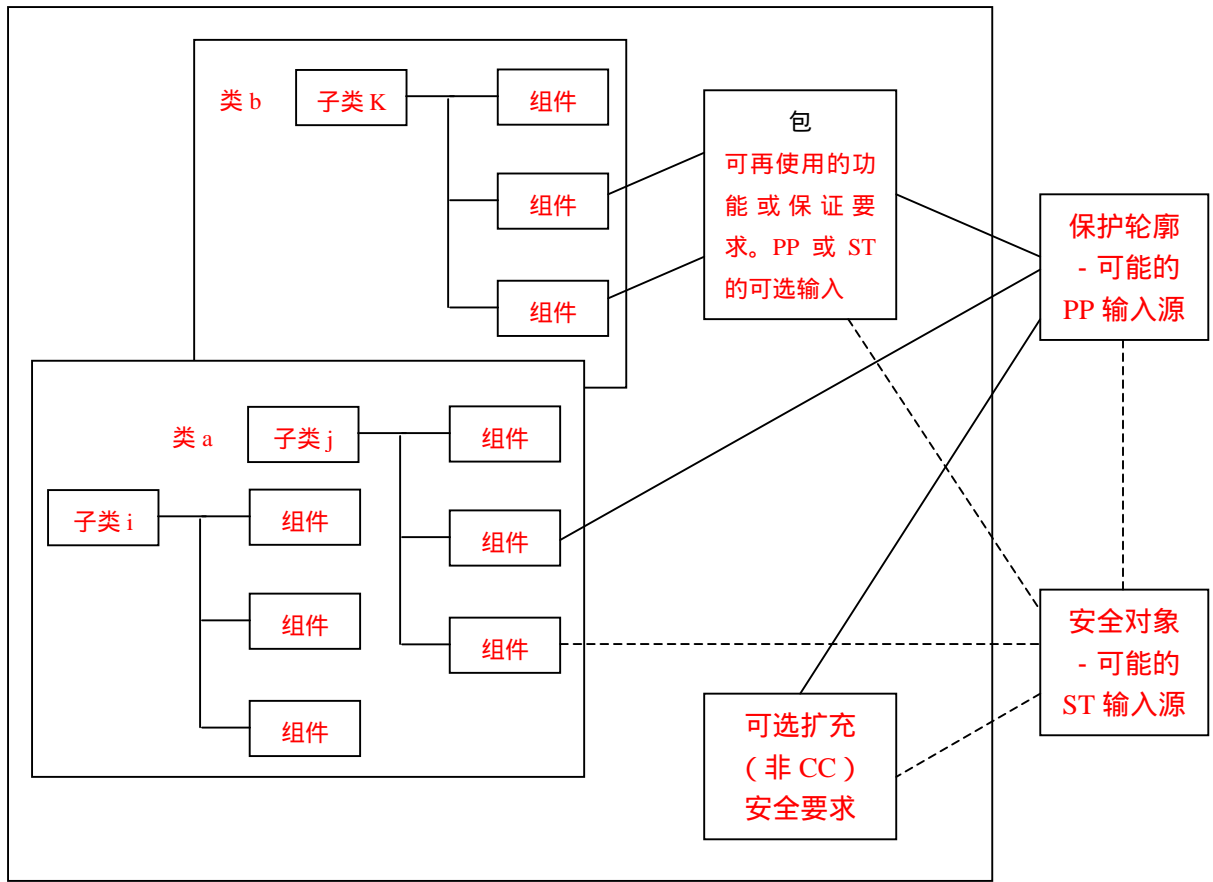 类 b
子类 K
组件
组件
组件
包
可再使用的功
能或保证要
求。PP 或 ST
的可选输入
保护轮廓
- 可能的
PP 输入源
类 a
子类 j
组件
组件
组件
子类 i
组件
组件
组件
安全对象
- 可能的
ST 输入源
可选扩充
（非 CC）
安全要求